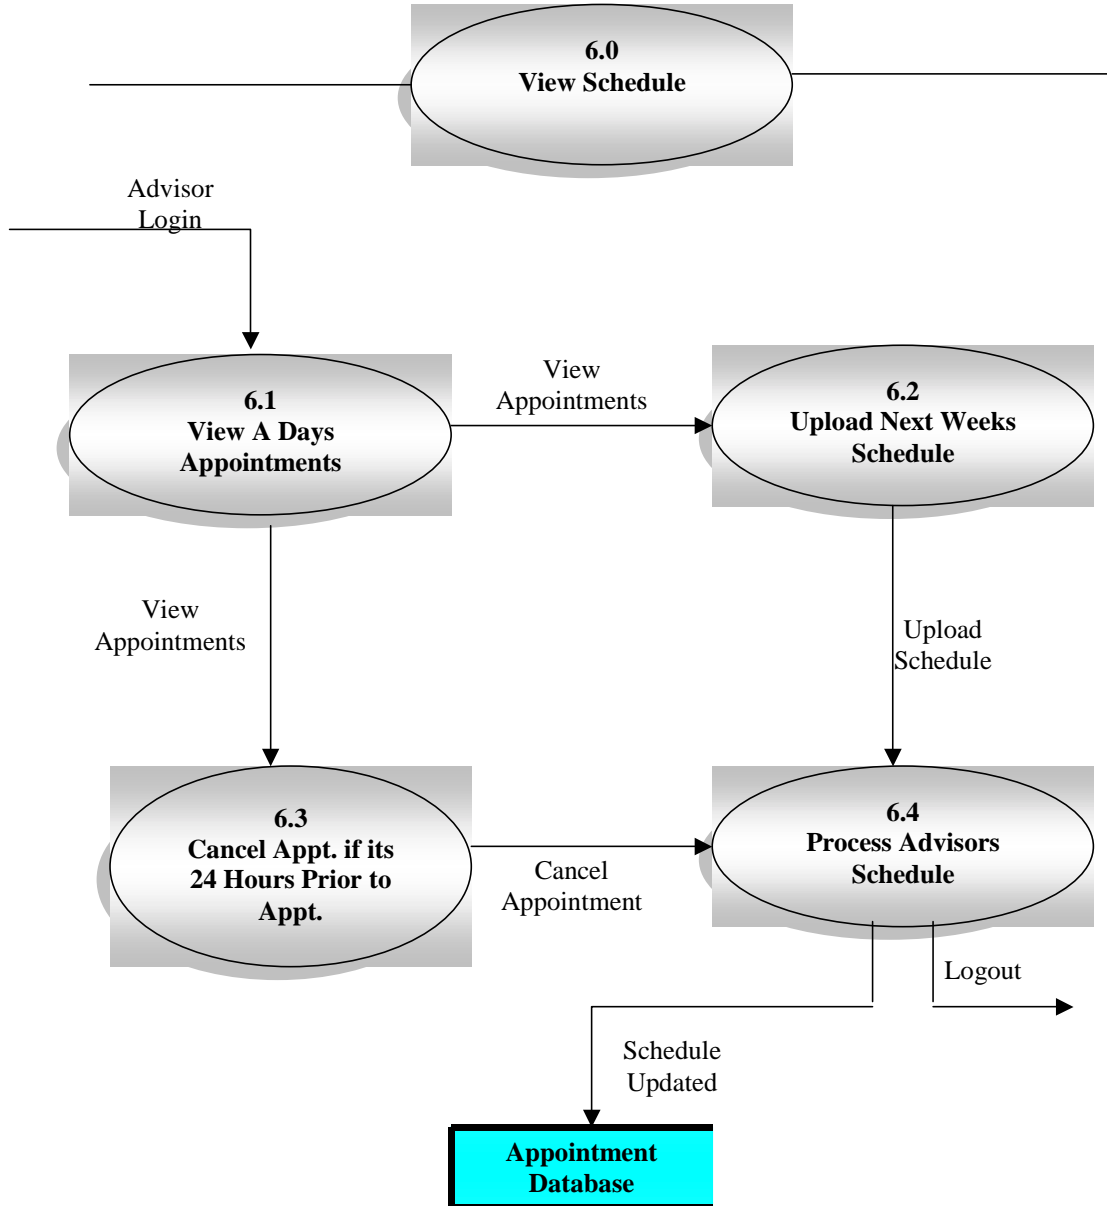 6.0
View Schedule
Advisor
Login
6.1
View A Days
Appointments
View
Appointments
6.2
Upload Next Weeks
Schedule
View
Appointments
Upload
Schedule
6.3
Cancel Appt. if its
24 Hours Prior to
Appt.
Cancel
Appointment
6.4
Process Advisors
Schedule
Logout
Schedule
Updated
Appointment
Database